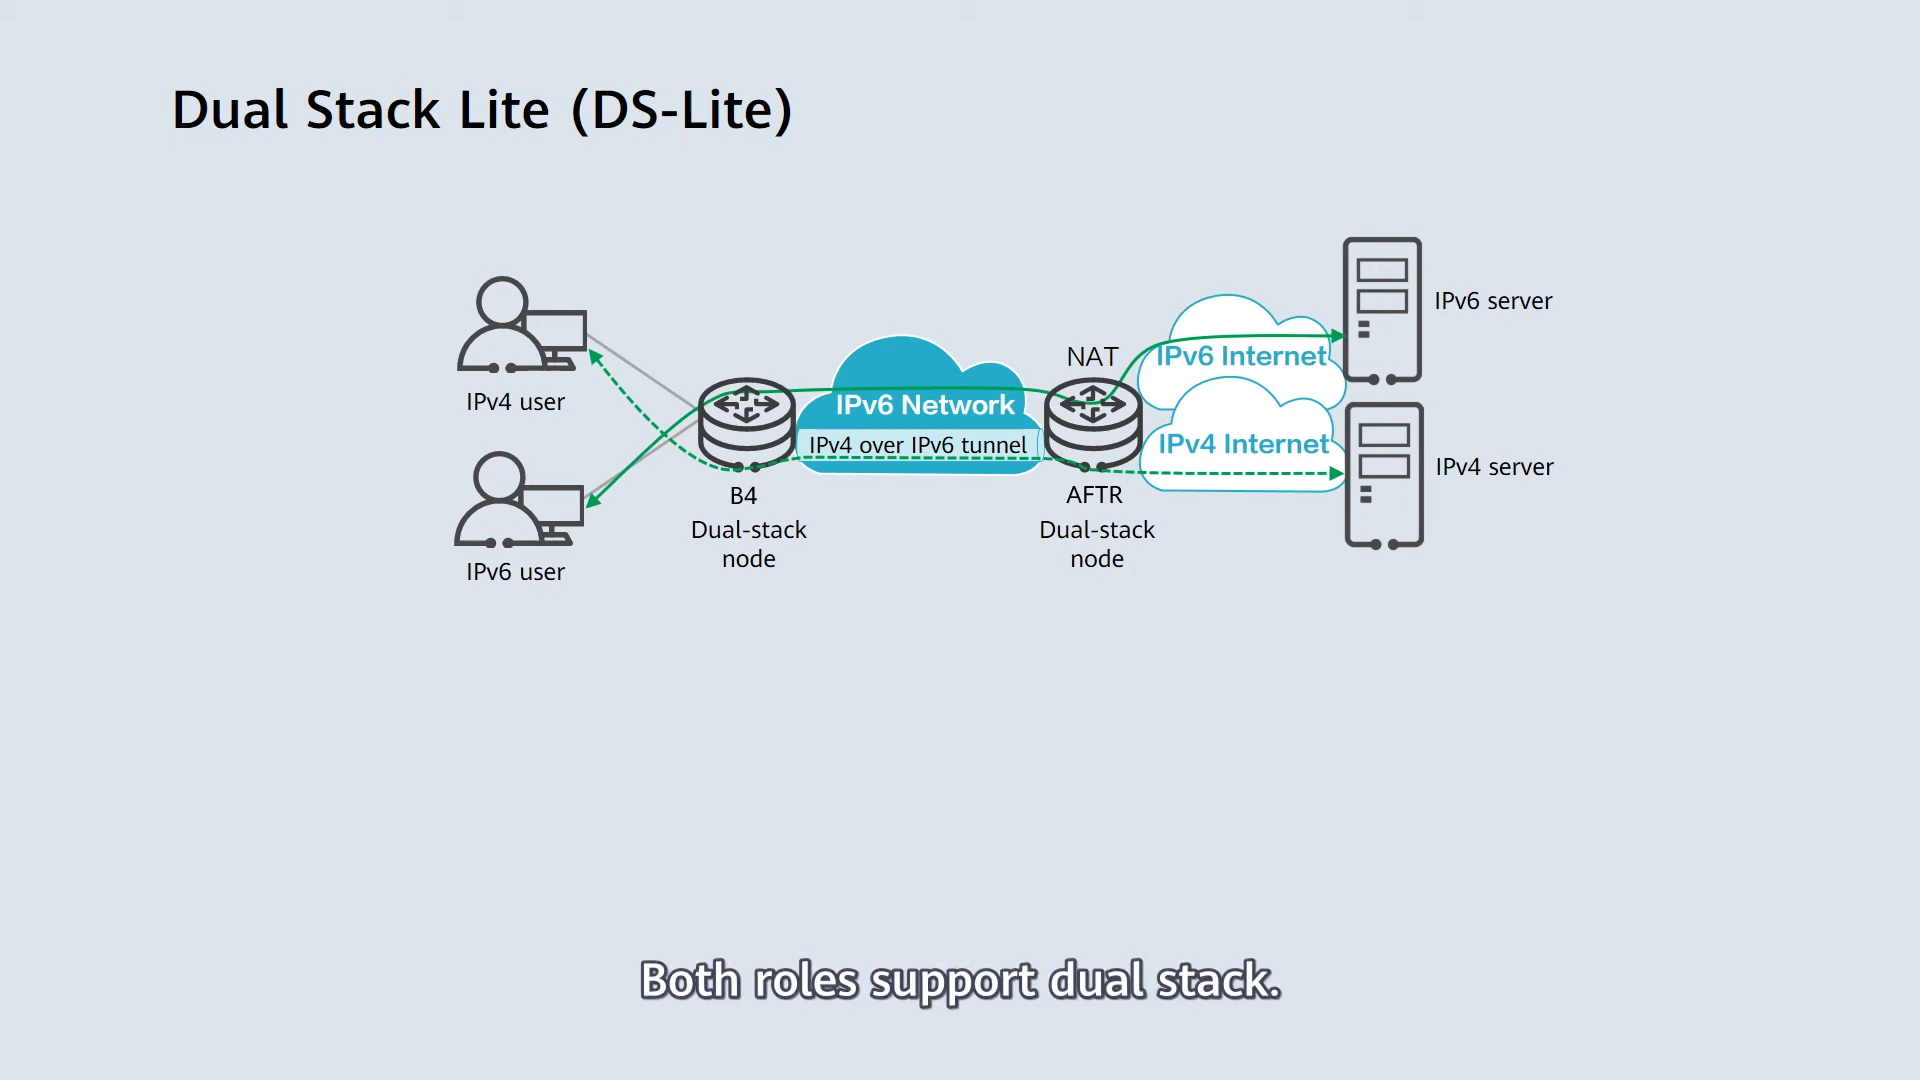 Dual Stack Lite (DS-Lite)
IPv6 server
NAT
IPv6 Internet
IPv4 user
IPv6 Network
IPv4 over IPv6 tunnel
IPv4 Internet
IPv4 server
B4
Dual-stack
node
AFTR
Dual-stack
node
IPv6 user
Both roles support dual stack.